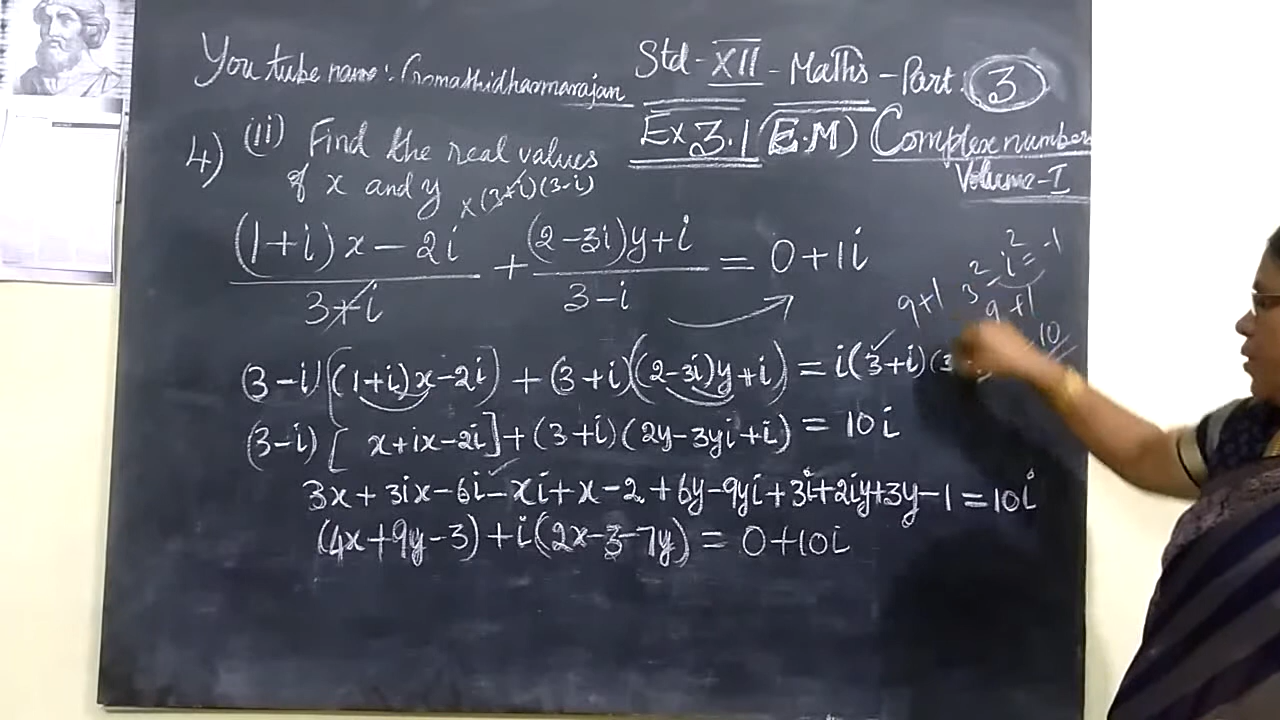 You tube name: Gomathidharmarajan
Std - XII - Maths - Part. 3
Ex 3.1 (E.M) Complex numbers
Volume-I
4) (ii) Find the real values
of x and y
×(3+i)(3-i)
(1+i)x-2i / 3+i + (2-3i)y+i / 3-i = 0+1i
i² = -1
3² - i²
9+1 9+1
10
(3-i)[(1+i)x-2i) + (3+i)((2-3i)y+i) = i(3+i)(3
(3-i)[x+ix-2i]+(3+i)(2y-3yi+i) = 10i
3x+3ix-6i-xi+x-2+6y-9yi+3i+2iy+3y-1=10i
(4x+9y-3)+i(2x-3-7y) = 0+10i